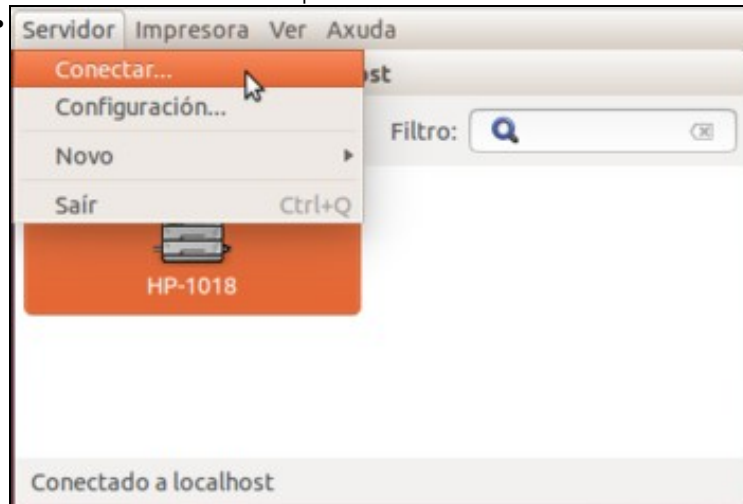 Servidor Impresora Ver Axuda
Conectar...
Configuración...
Filtro:
Novo
Saír Ctrl+Q
HP-1018
Conectado a localhost